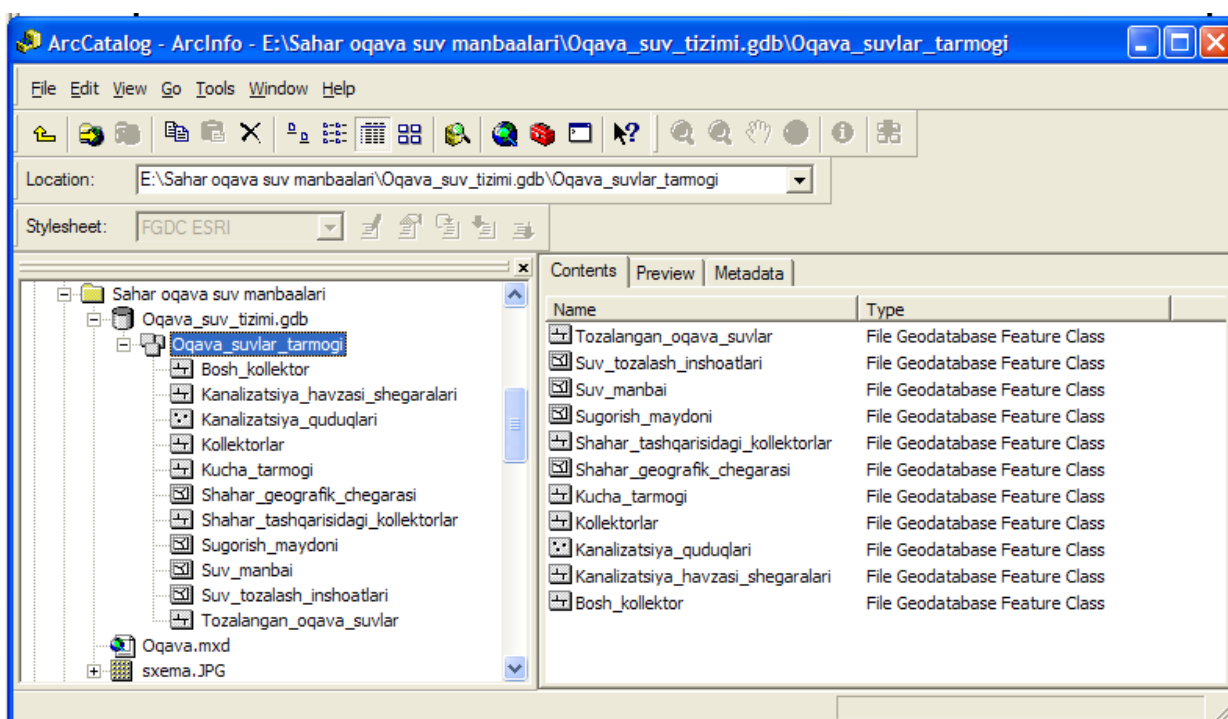 ArcCatalog - ArcInfo - E:\Sahar oqava suv manbaalari\Oqava_suv_tizimi.gdb\Oqava_suvlar_tarmogi
File Edit View Go Tools Window Help
Location: E:\Sahar oqava suv manbaalari\Oqava_suv_tizimi.gdb\Oqava_suvlar_tarmogi
Stylesheet: FGDC ESRI
Sahar oqava suv manbaalari
Oqava_suv_tizimi.gdb
Oqava_suvlar_tarmogi
Bosh_kollektor
Kanalizatsiya_havzasi_shegaralari
Kanalizatsiya_quduqlari
Kollektorlar
Kucha_tarmogi
Shahar_geografik_chegarasi
Shahar_tashqarisidagi_kollektorlar
Sugorish_maydoni
Suv_manbai
Suv_tozalash_inshoatlari
Tozalangan_oqava_suvlar
Oqava.mxd
sxema.JPG
Contents Preview Metadata
Name Type
Tozalangan_oqava_suvlar File Geodatabase Feature Class
Suv_tozalash_inshoatlari File Geodatabase Feature Class
Suv_manbai File Geodatabase Feature Class
Sugorish_maydoni File Geodatabase Feature Class
Shahar_tashqarisidagi_kollektorlar File Geodatabase Feature Class
Shahar_geografik_chegarasi File Geodatabase Feature Class
Kucha_tarmogi File Geodatabase Feature Class
Kollektorlar File Geodatabase Feature Class
Kanalizatsiya_quduqlari File Geodatabase Feature Class
Kanalizatsiya_havzasi_shegaralari File Geodatabase Feature Class
Bosh_kollektor File Geodatabase Feature Class